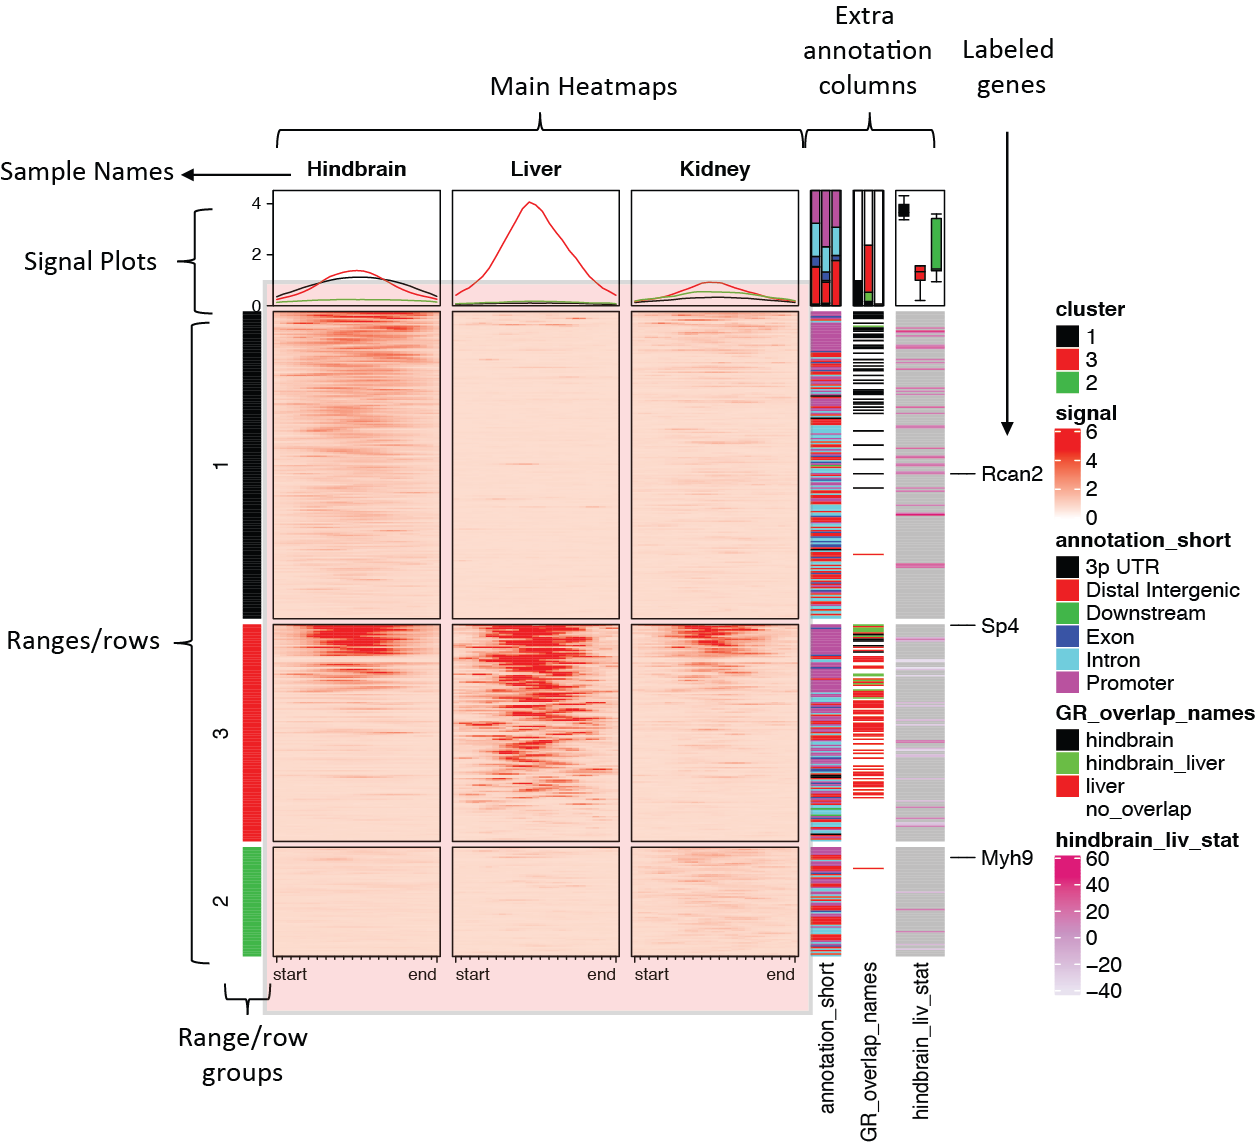 Extra
annotation
columns
Labeled
genes
Main Heatmaps
Sample Names
Hindbrain
Liver
Kidney
Signal Plots
4
2
0
cluster
1
3
2
signal
6
4
2
0
annotation_short
3p UTR
Distal Intergenic
Downstream
Exon
Intron
Promoter
GR_overlap_names
hindbrain
hindbrain_liver
liver
no_overlap
hindbrain_liv_stat
60
40
20
0
−20
−40
Ranges/rows
1
3
2
Rcan2
Sp4
Myh9
start end
start end
start end
annotation_short
GR_overlap_names
hindbrain_liv_stat
Range/row
groups